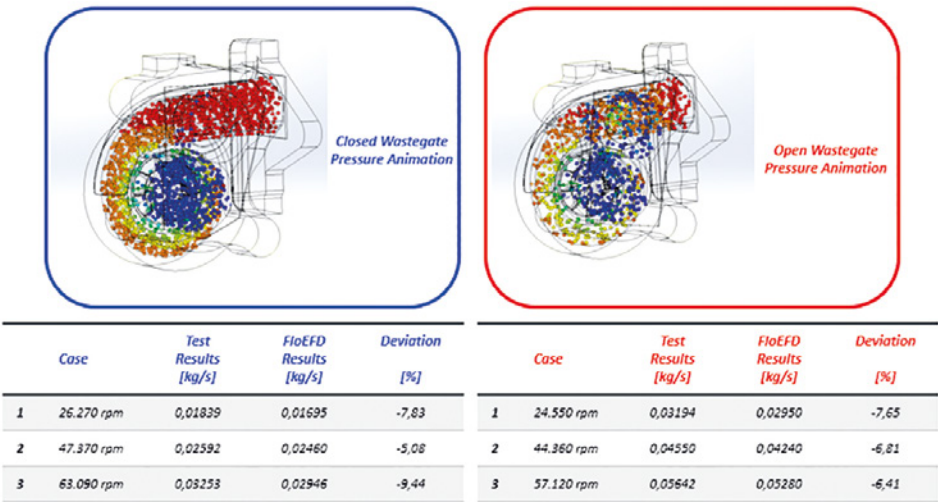 Closed Wastegate
Pressure Animation
Open Wastegate
Pressure Animation
Case Test Results [kg/s] FloEFD Results [kg/s] Deviation [%]
1 26.270 rpm 0,01839 0,01695 -7,83
2 47.370 rpm 0,02592 0,02460 -5,08
3 63.090 rpm 0,03253 0,02946 -9,44
Case Test Results [kg/s] FloEFD Results [kg/s] Deviation [%]
1 24.550 rpm 0,03194 0,02950 -7,65
2 44.360 rpm 0,04550 0,04240 -6,81
3 57.120 rpm 0,05642 0,05280 -6,41